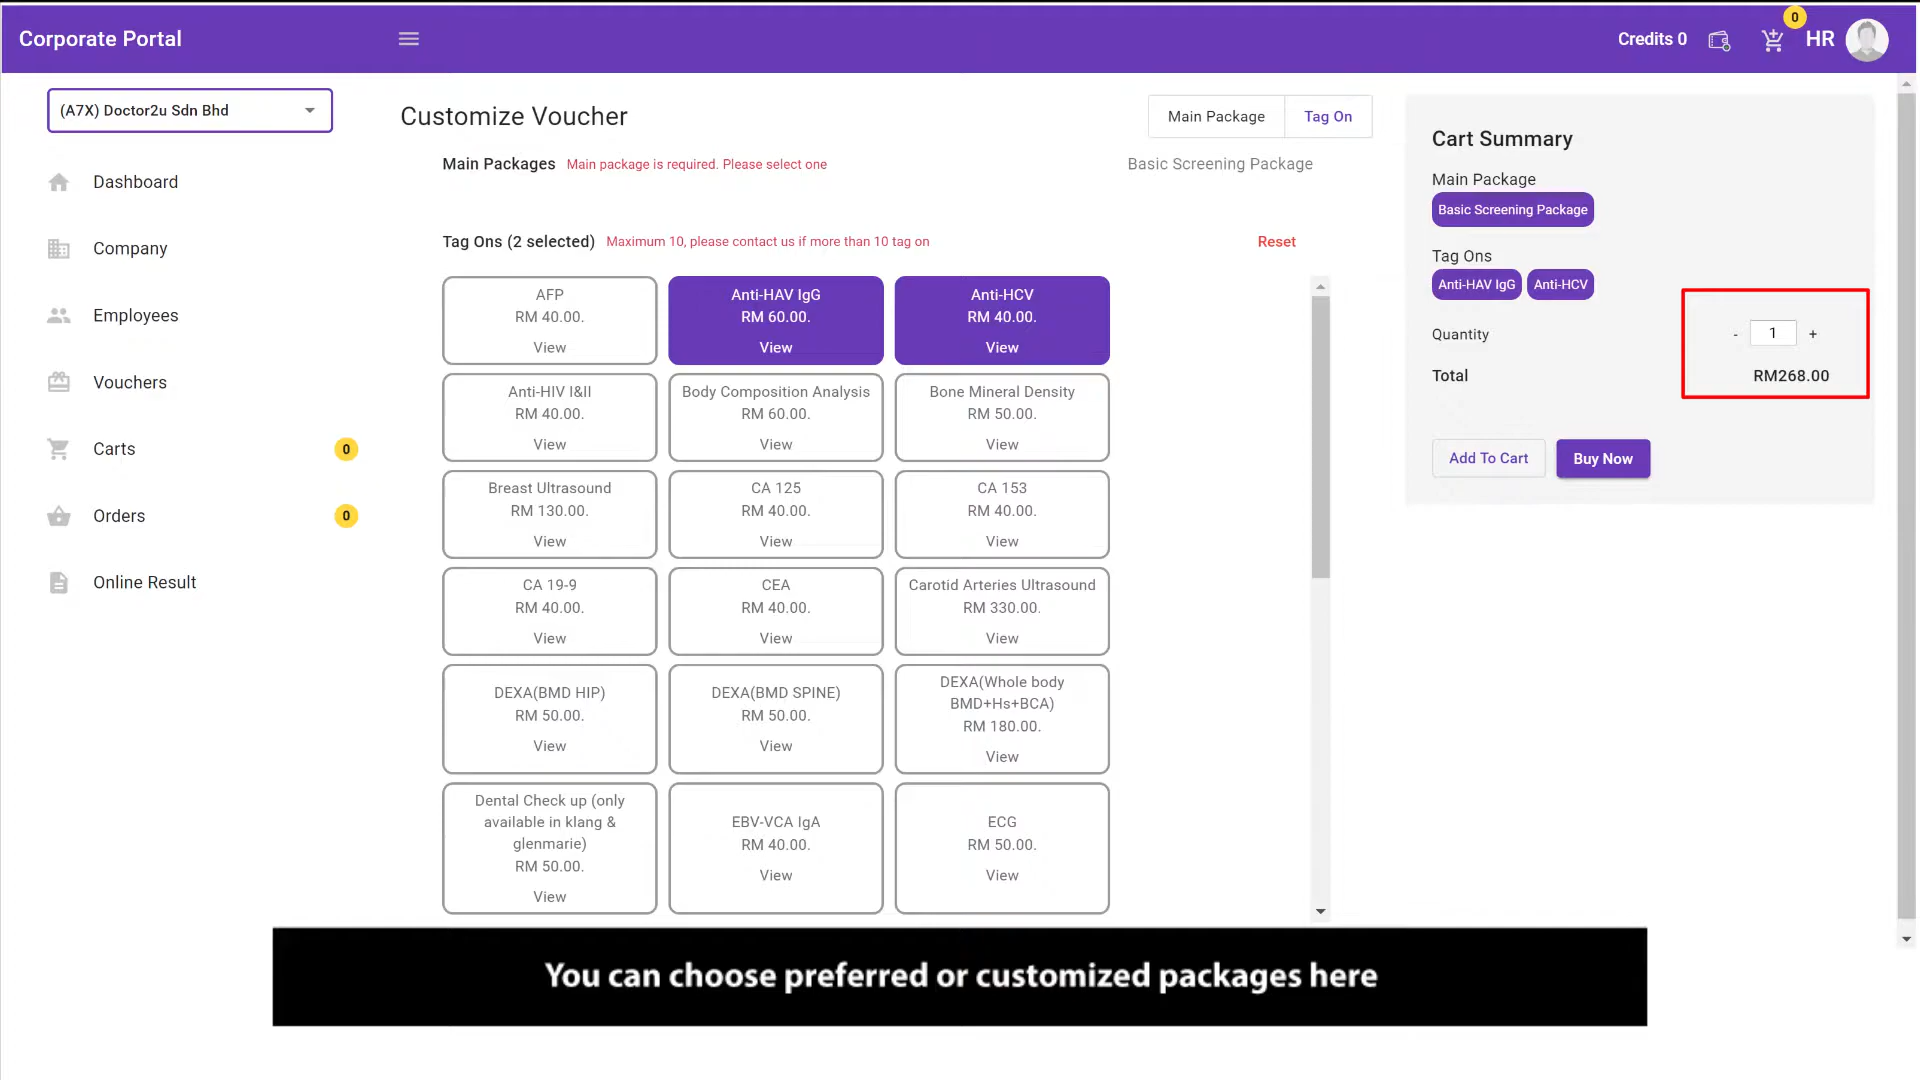 Corporate Portal
Credits 0
0
HR
(A7X) Doctor2u Sdn Bhd
Dashboard
Company
Employees
Vouchers
Carts
0
Orders
0
Online Result
Customize Voucher
Main Package
Tag On
Main Packages Main package is required. Please select one
Basic Screening Package
Tag Ons (2 selected) Maximum 10, please contact us if more than 10 tag on
Reset
AFP
RM 40.00.
View
Anti-HAV IgG
RM 60.00.
View
Anti-HCV
RM 40.00.
View
Anti-HIV I&II
RM 40.00.
View
Body Composition Analysis
RM 60.00.
View
Bone Mineral Density
RM 50.00.
View
Breast Ultrasound
RM 130.00.
View
CA 125
RM 40.00.
View
CA 153
RM 40.00.
View
CA 19-9
RM 40.00.
View
CEA
RM 40.00.
View
Carotid Arteries Ultrasound
RM 330.00.
View
DEXA(BMD HIP)
RM 50.00.
View
DEXA(BMD SPINE)
RM 50.00.
View
DEXA(Whole body
BMD+Hs+BCA)
RM 180.00.
View
Dental Check up (only
available in klang &
glenmarie)
RM 50.00.
View
EBV-VCA IgA
RM 40.00.
View
ECG
RM 50.00.
View
Cart Summary
Main Package
Basic Screening Package
Tag Ons
Anti-HAV IgG
Anti-HCV
Quantity
- 1 +
Total
RM268.00
Add To Cart
Buy Now
You can choose preferred or customized packages here